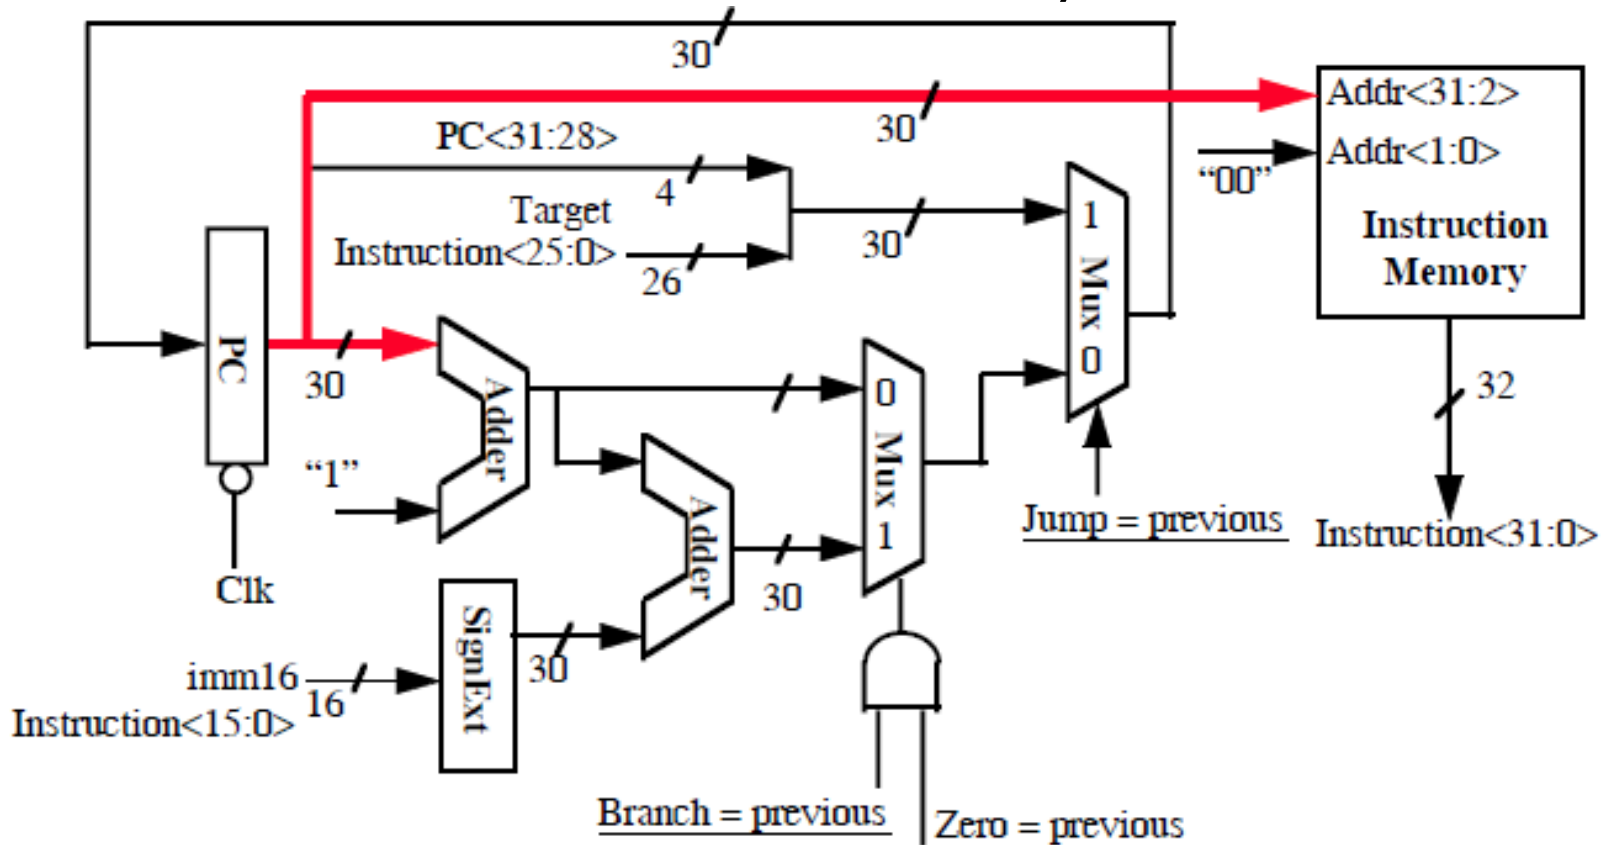 30
30
Addr<31:2>
PC<31:28>
4
"00"
Addr<1:0>
Target
Instruction<25:0>
26
30
1
Mux
0
Instruction
Memory
PC
30
"1"
Adder
Adder
0
Mux
1
30
32
Jump = previous
Instruction<31:0>
Clk
SignExt
30
imm16
16
Instruction<15:0>
Branch = previous
Zero = previous